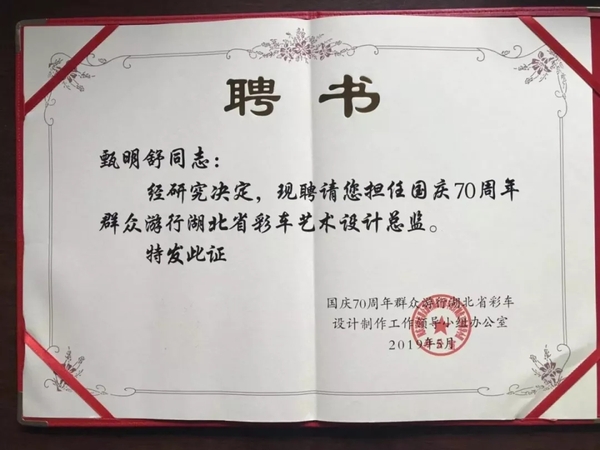 聘书
甄明舒同志：
经研究决定，现聘请您担任国庆70周年
群众游行湖北省彩车艺术设计总监。
特发此证
国庆70周年群众游行湖北省彩车
设计制作工作领导小组办公室
2019年5月